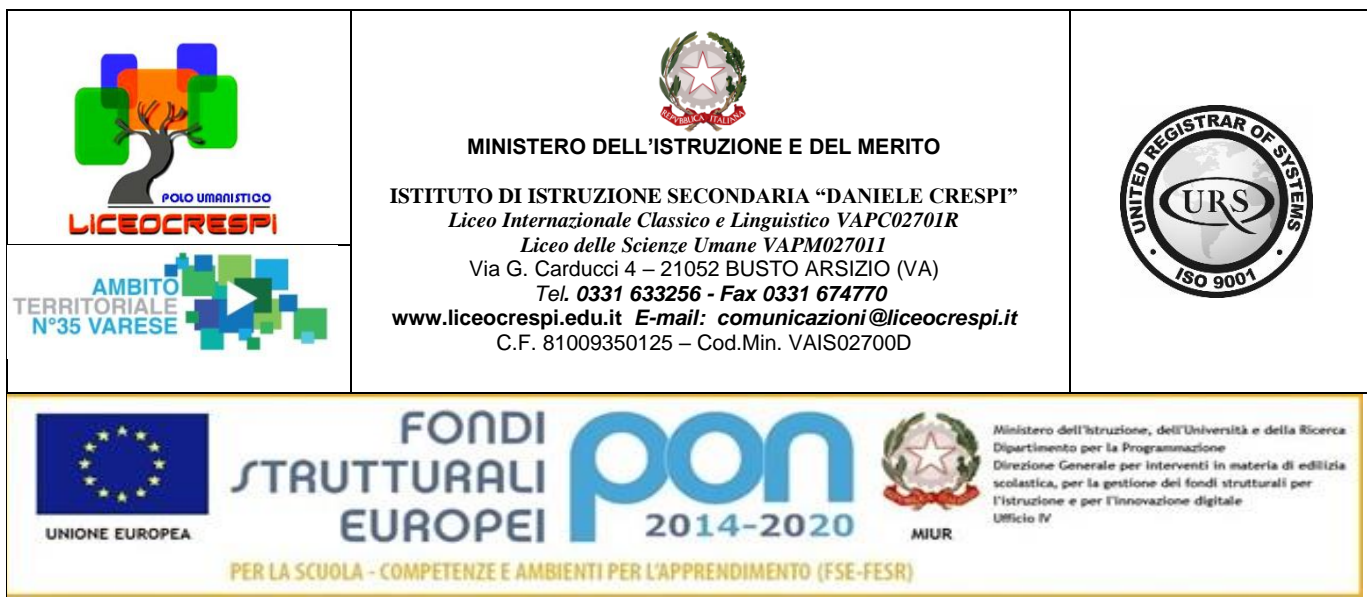 POLO UMANISTICO
LICEOCRESPI
AMBITO
TERRITORIALE
N°35 VARESE
REPVBBLICA ITALIANA
MINISTERO DELL’ISTRUZIONE E DEL MERITO
ISTITUTO DI ISTRUZIONE SECONDARIA “DANIELE CRESPI”
Liceo Internazionale Classico e Linguistico VAPC02701R
Liceo delle Scienze Umane VAPM027011
Via G. Carducci 4 – 21052 BUSTO ARSIZIO (VA)
Tel. 0331 633256 - Fax 0331 674770
www.liceocrespi.edu.it E-mail: comunicazioni@liceocrespi.it
C.F. 81009350125 – Cod.Min. VAIS02700D
UNITED REGISTRAR OF SYSTEMS
URS
ISO 9001
UNIONE EUROPEA
FONDI
STRUTTURALI
EUROPEI
pon
2014-2020
MIUR
Ministero dell'Istruzione, dell'Università e della Ricerca
Dipartimento per la Programmazione
Direzione Generale per interventi in materia di edilizia
scolastica, per la gestione dei fondi strutturali per
l'istruzione e per l'innovazione digitale
Ufficio IV
PER LA SCUOLA - COMPETENZE E AMBIENTI PER L'APPRENDIMENTO (FSE-FESR)